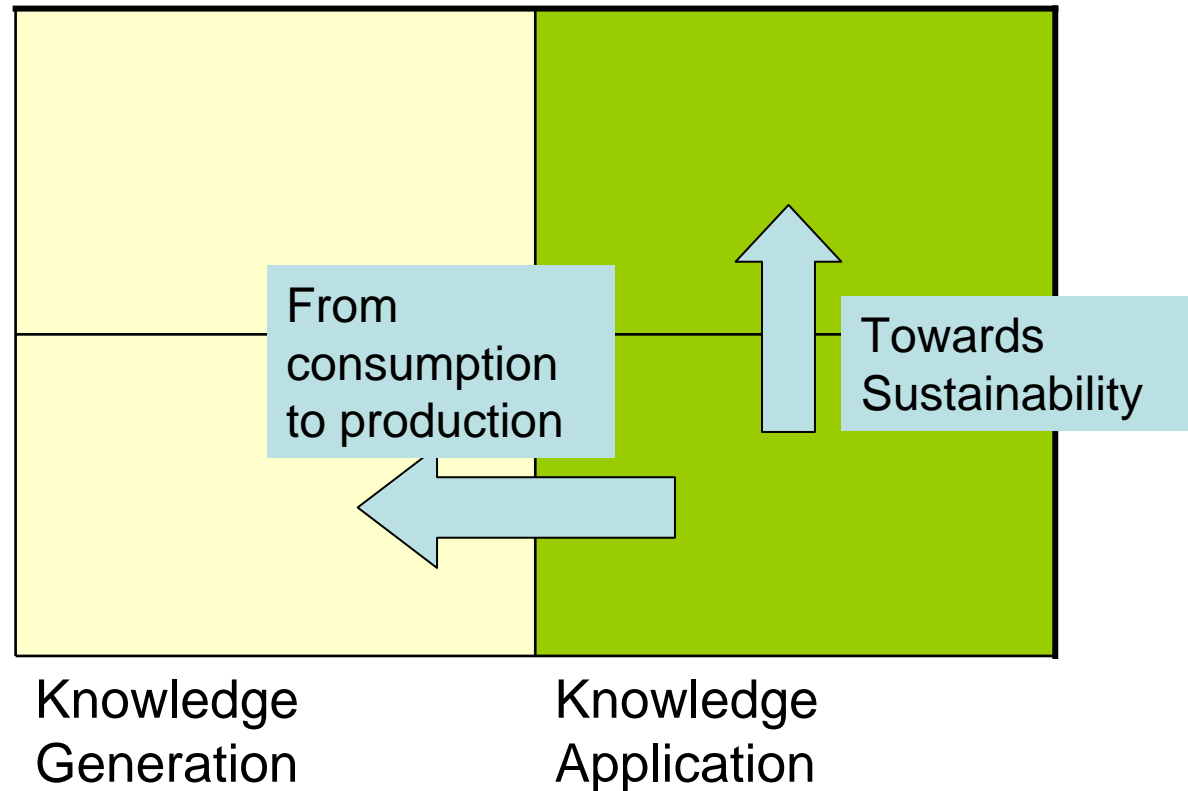 From
consumption
to production
Towards
Sustainability
Knowledge
Generation
Knowledge
Application